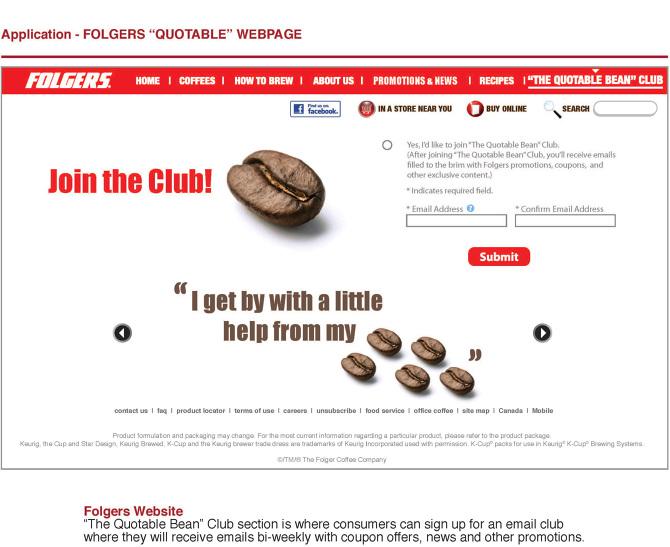 Application - FOLGERS “QUOTABLE” WEBPAGE
FOLGERS. HOME | COFFEES | HOW TO BREW | ABOUT US | PROMOTIONS & NEWS | RECIPES | "THE QUOTABLE BEAN" CLUB
Find us on facebook. IN A STORE NEAR YOU BUY ONLINE SEARCH
Join the Club!
Yes, I'd like to join "The Quotable Bean" Club.
(After joining "The Quotable Bean" Club, you'll receive emails
filled to the brim with Folgers promotions, coupons, and
other exclusive content.)
* Indicates required field.
* Email Address ? * Confirm Email Address
Submit
“ I get by with a little
help from my
”
contact us | faq | product locator | terms of use | careers | unsubscribe | food service | office coffee | site map | Canada | Mobile
Product formulation and packaging may change. For the most current information regarding a particular product, please refer to the product package.
Keurig, the Cup and Star Design, Keurig Brewed, K-Cup and the Keurig brewer trade dress are trademarks of Keurig Incorporated used with permission. K-Cup® packs for use in Keurig® K-Cup® Brewing Systems.
©/TM/® The Folger Coffee Company
Folgers Website
“The Quotable Bean” Club section is where consumers can sign up for an email club
where they will receive emails bi-weekly with coupon offers, news and other promotions.